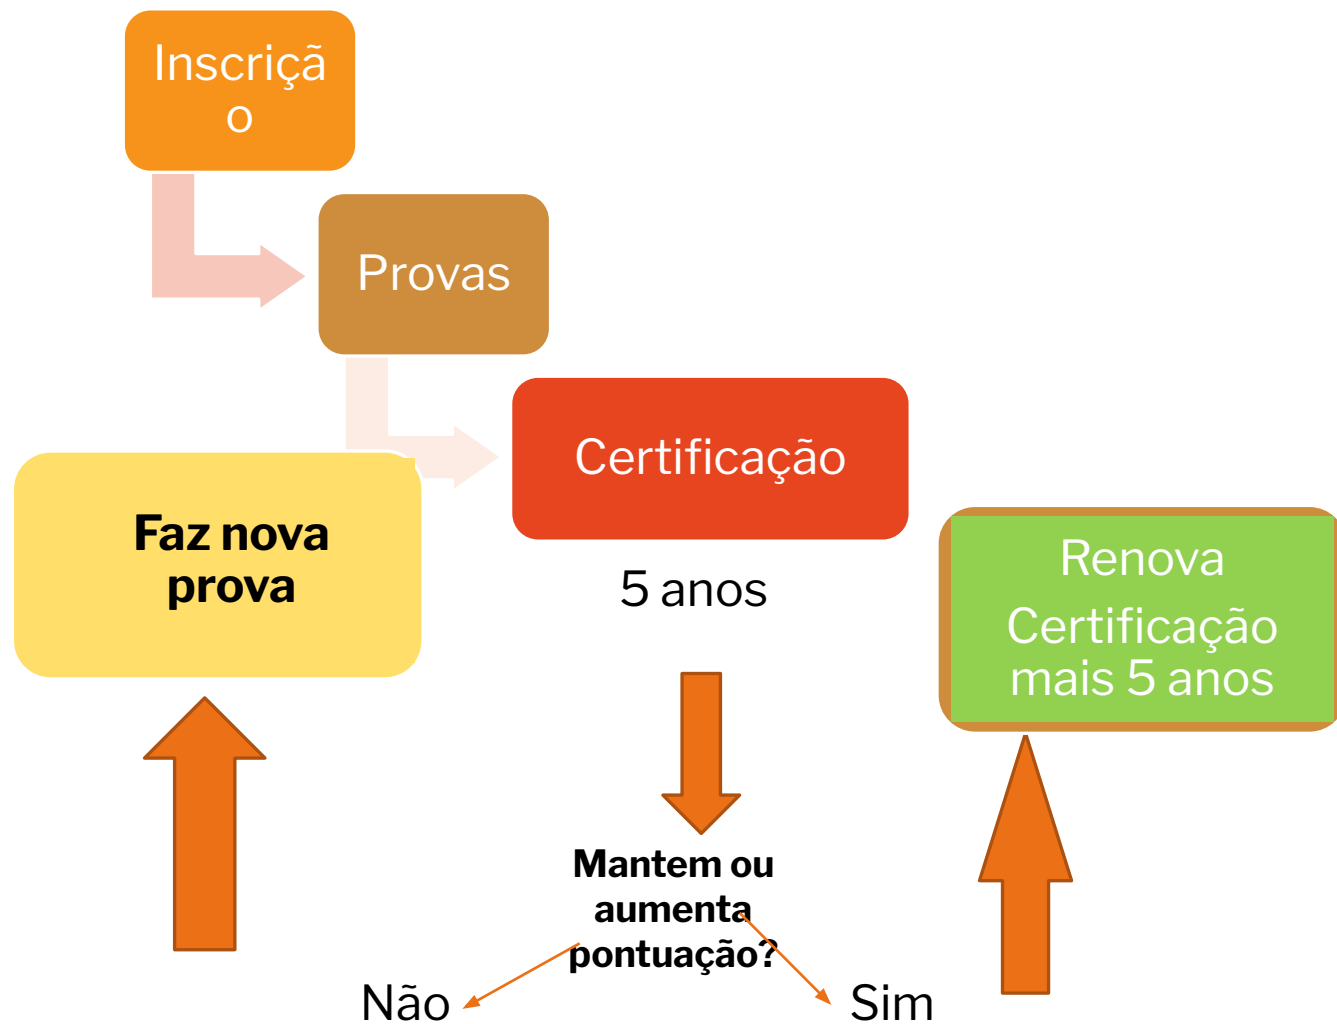 Inscriçã
o
Provas
Certificação
5 anos
Faz nova
prova
Renova
Certificação
mais 5 anos
Mantem ou
aumenta
pontuação?
Não
Sim